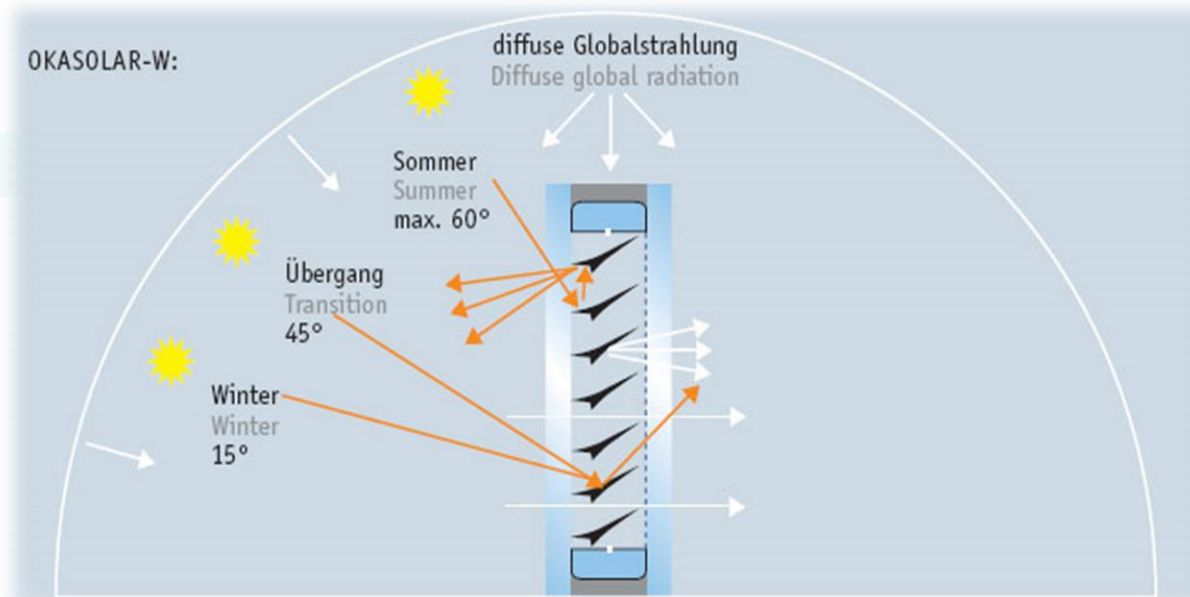 OKASOLAR-W:
diffuse Globalstrahlung
Diffuse global radiation
Sommer
Summer
max. 60°
Übergang
Transition
45°
Winter
Winter
15°